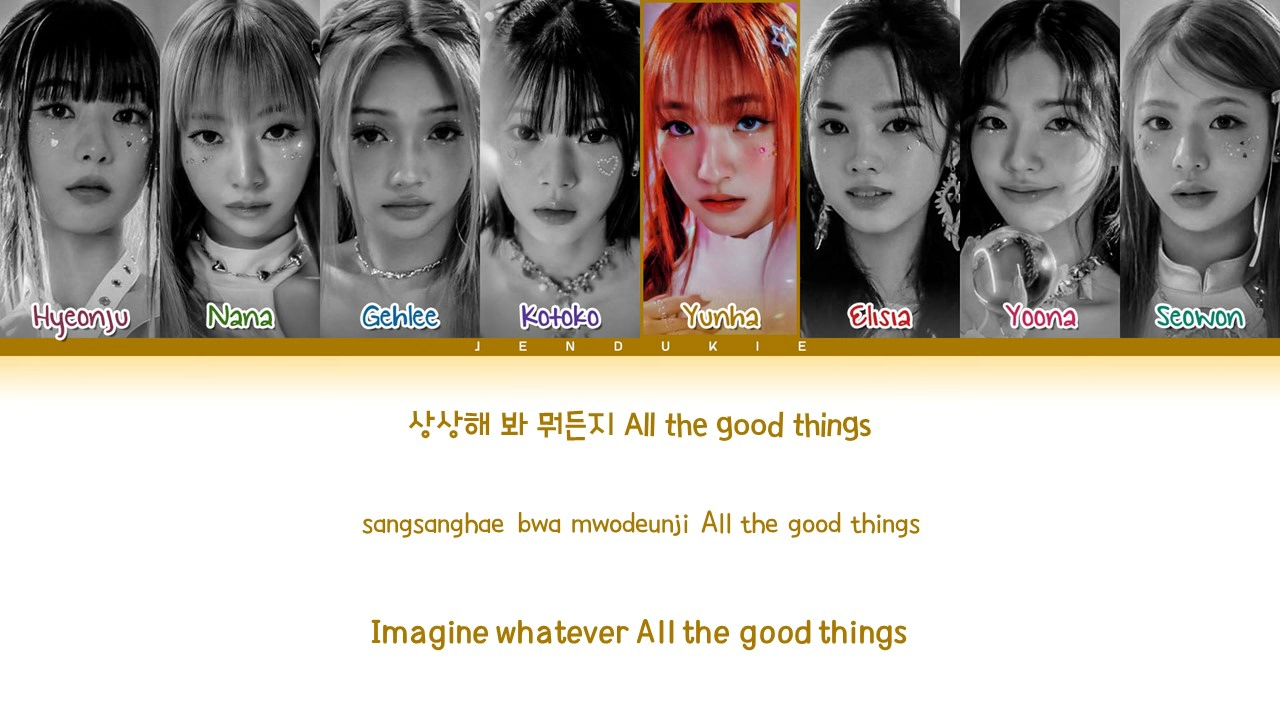 Hyeonju Nana Gehlee Kotoko Yunha Elisia Yoona Seowon
JENDUKIE
상상해 봐 뭐든지 All the good things
sangsanghae bwa mwodeunji All the good things
Imagine whatever All the good things